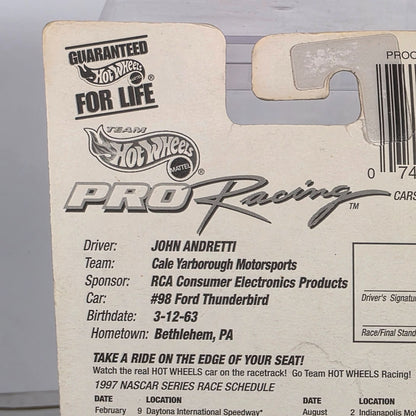 GUARANTEED
Hot Wheels®
FOR LIFE
PROO
TEAM
Hot Wheels
MATTEL®
PRO Racing™
0 74
CARS
Driver: JOHN ANDRETTI
Team: Cale Yarborough Motorsports
Sponsor: RCA Consumer Electronics Products
Car: #98 Ford Thunderbird
Birthdate: 3-12-63
Hometown: Bethlehem, PA
Driver's Signatu
Race/Final Stand
TAKE A RIDE ON THE EDGE OF YOUR SEAT!
Watch the real HOT WHEELS car on the racetrack! Go Team HOT WHEELS Racing!
1997 NASCAR SERIES RACE SCHEDULE
DATE LOCATION DATE LOCATION
February 9 Daytona International Speedway* August 2 Indianapolis Mo